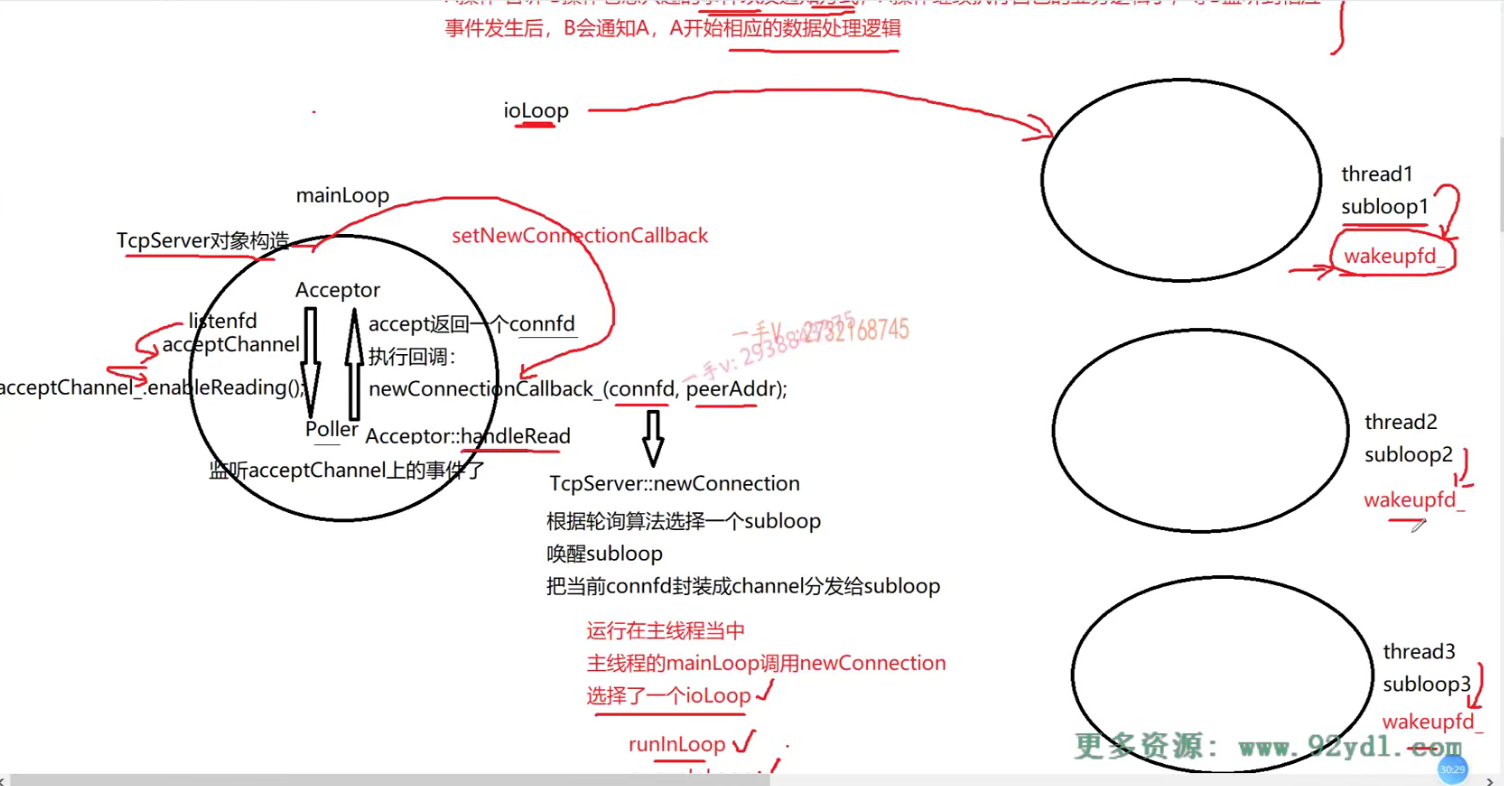 事件发生后，B会通知A，A开始相应的数据处理逻辑
ioLoop
mainLoop
TcpServer对象构造
setNewConnectionCallback
Acceptor
listenfd
acceptChannel
accept返回一个connfd
执行回调：
acceptChannel_.enableReading();
newConnectionCallback_(connfd, peerAddr);
Poller
Acceptor::handleRead
监听acceptChannel上的事件了
TcpServer::newConnection
根据轮询算法选择一个subloop
唤醒subloop
把当前connfd封装成channel分发给subloop
运行在主线程当中
主线程的mainLoop调用newConnection
选择了一个ioLoop
runInLoop
thread1
subloop1
wakeupfd_
thread2
subloop2
wakeupfd_
thread3
subloop3
wakeupfd_
一手V：2732168745
更多资源：www.92ydl.com
30:29